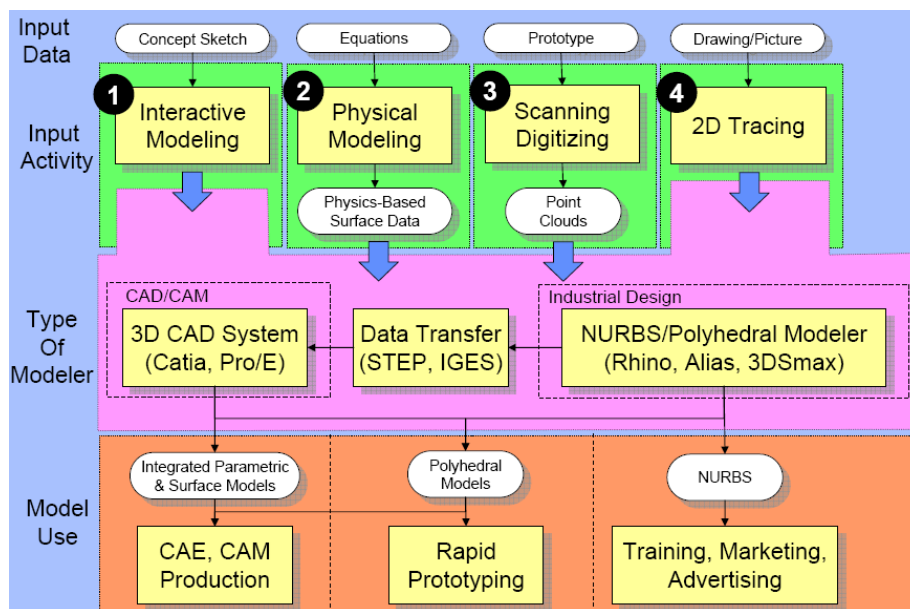 Input
Data
Concept Sketch
Equations
Prototype
Drawing/Picture
Input
Activity
1
Interactive
Modeling
2
Physical
Modeling
3
Scanning
Digitizing
4
2D Tracing
Physics-Based
Surface Data
Point
Clouds
Type
Of
Modeler
CAD/CAM
3D CAD System
(Catia, Pro/E)
Data Transfer
(STEP, IGES)
Industrial Design
NURBS/Polyhedral Modeler
(Rhino, Alias, 3DSmax)
Model
Use
Integrated Parametric
& Surface Models
Polyhedral
Models
NURBS
CAE, CAM
Production
Rapid
Prototyping
Training, Marketing,
Advertising